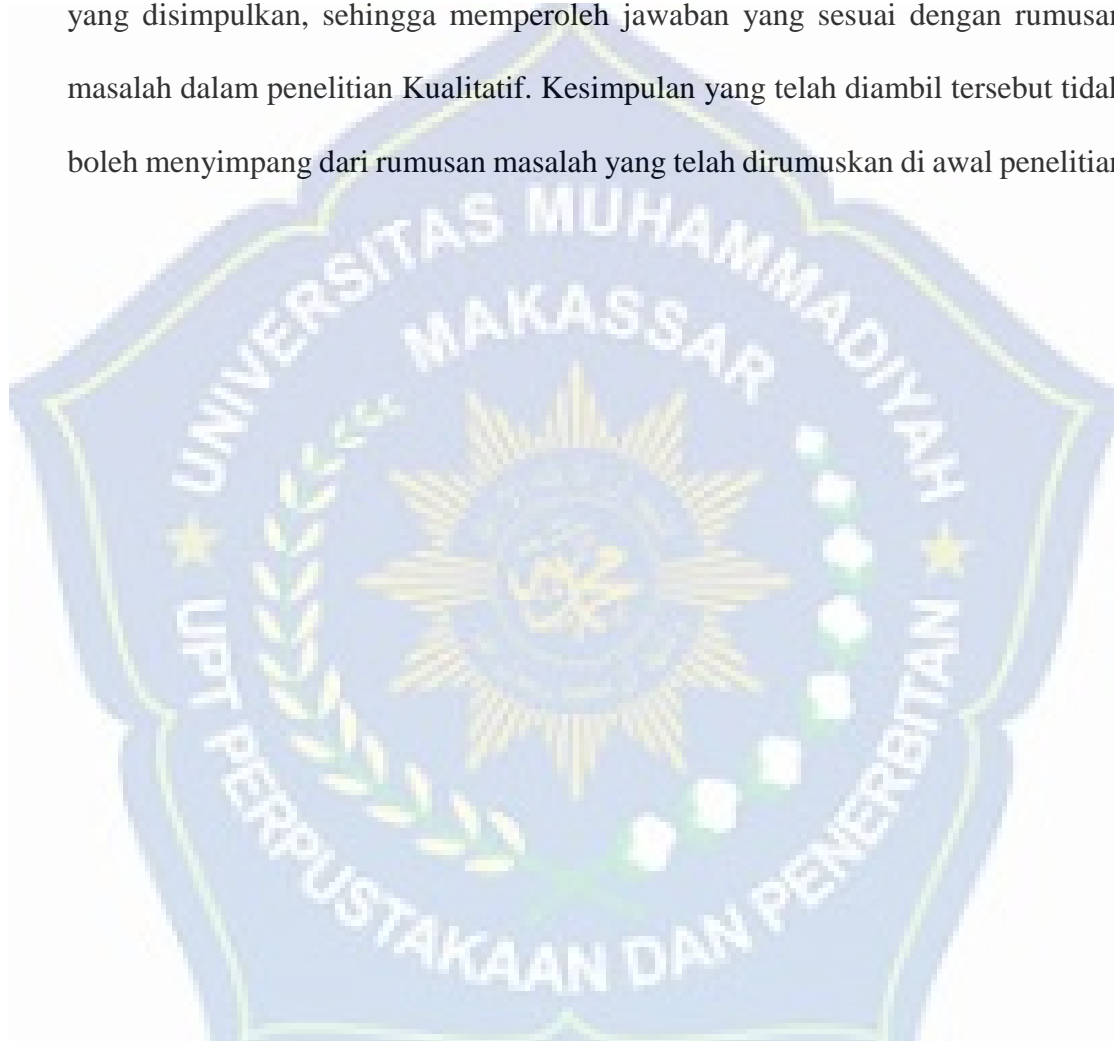 yang disimpulkan, sehingga memperoleh jawaban yang sesuai dengan rumusan
masalah dalam penelitian Kualitatif. Kesimpulan yang telah diambil tersebut tidak
boleh menyimpang dari rumusan masalah yang telah dirumuskan di awal penelitian
UNIVERSITAS MUHAMMADIYAH
MAKASSAR
UPT PERPUSTAKAAN DAN PENERBITAN